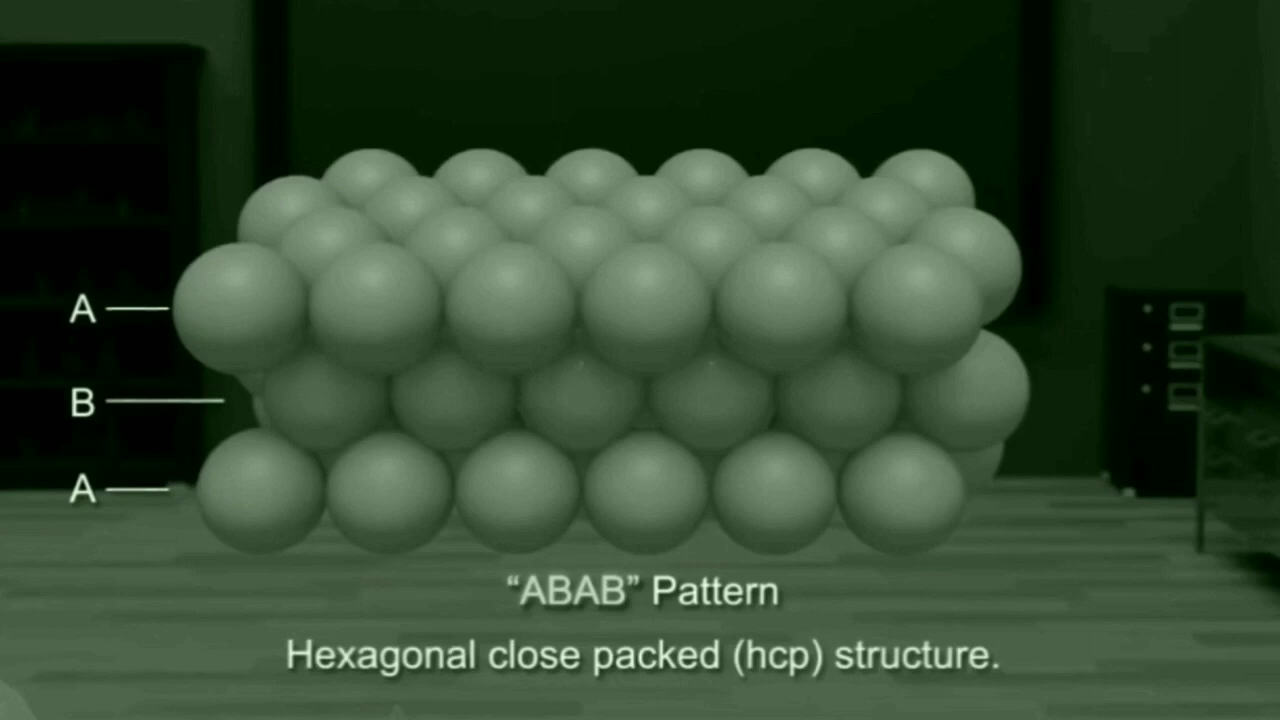 A
B
A
“ABAB” Pattern
Hexagonal close packed (hcp) structure.